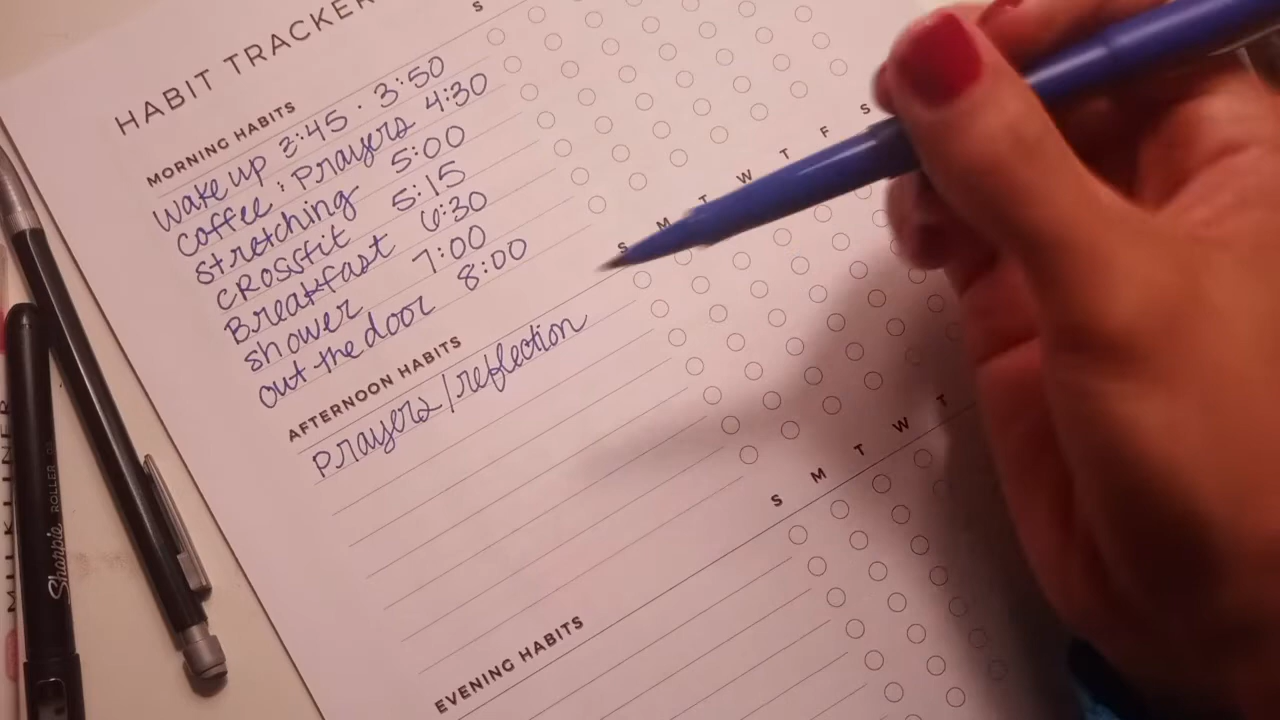 HABIT TRACKER
S
MORNING HABITS
wake up 3:45 · 3:50
coffee : Prayers 4:30
stretching 5:00
crossfit 5:15
Breakfast 6:30
shower 7:00
out the door 8:00
S M T W T F S
AFTERNOON HABITS
prayers/reflection
S M T W T
EVENING HABITS
Sharpie ROLLER
MILKLINER